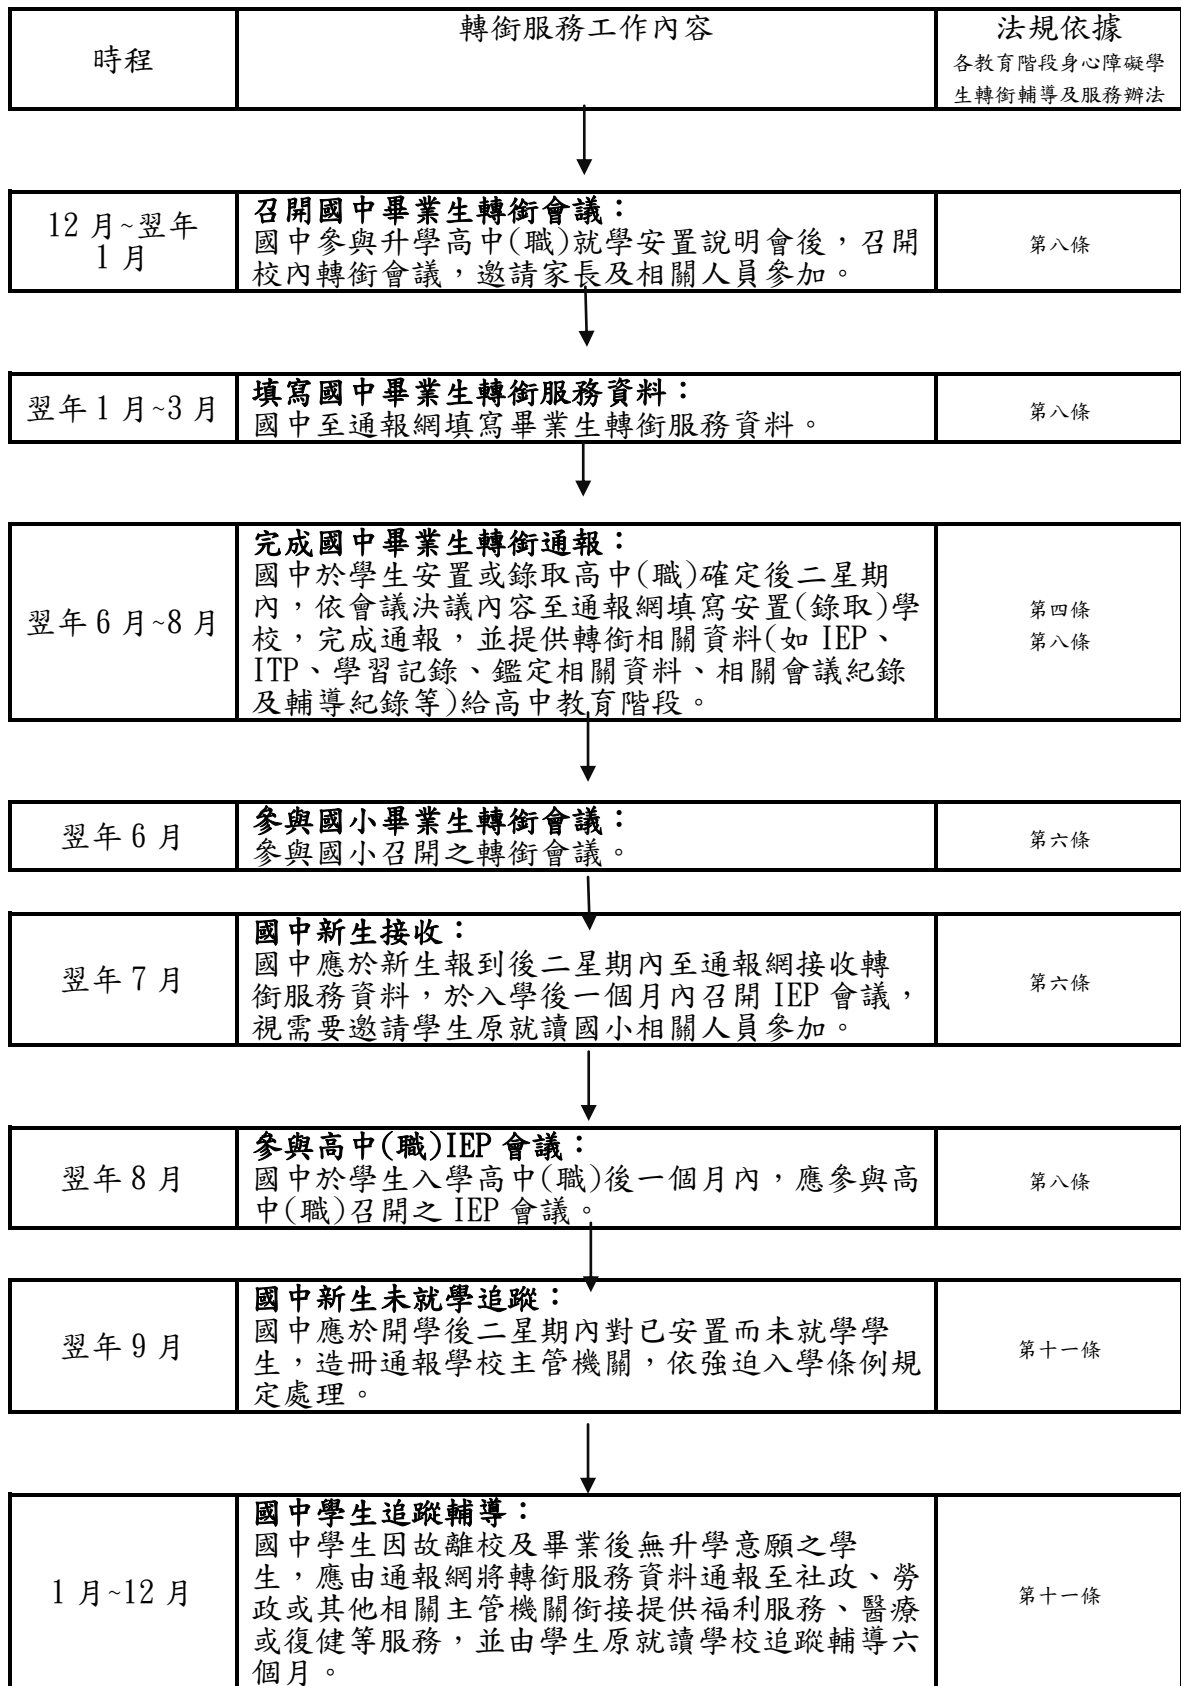 時程
轉銜服務工作內容
法規依據
各教育階段身心障礙學
生轉銜輔導及服務辦法
12 月~翌年
1 月
召開國中畢業生轉銜會議：
國中參與升學高中(職)就學安置說明會後，召開
校內轉銜會議，邀請家長及相關人員參加。
第八條
翌年 1 月~3 月
填寫國中畢業生轉銜服務資料：
國中至通報網填寫畢業生轉銜服務資料。
第八條
翌年 6 月~8 月
完成國中畢業生轉銜通報：
國中於學生安置或錄取高中(職)確定後二星期
內，依會議決議內容至通報網填寫安置(錄取)學
校，完成通報，並提供轉銜相關資料(如 IEP、
ITP、學習記錄、鑑定相關資料、相關會議紀錄
及輔導紀錄等)給高中教育階段。
第四條
第八條
翌年 6 月
參與國小畢業生轉銜會議：
參與國小召開之轉銜會議。
第六條
翌年 7 月
國中新生接收：
國中應於新生報到後二星期內至通報網接收轉
銜服務資料，於入學後一個月內召開 IEP 會議，
視需要邀請學生原就讀國小相關人員參加。
第六條
翌年 8 月
參與高中(職)IEP 會議：
國中於學生入學高中(職)後一個月內，應參與高
中(職)召開之 IEP 會議。
第八條
翌年 9 月
國中新生未就學追蹤：
國中應於開學後二星期內對已安置而未就學學
生，造冊通報學校主管機關，依強迫入學條例規
定處理。
第十一條
1 月~12 月
國中學生追蹤輔導：
國中學生因故離校及畢業後無升學意願之學
生，應由通報網將轉銜服務資料通報至社政、勞
政或其他相關主管機關銜接提供福利服務、醫療
或復健等服務，並由學生原就讀學校追蹤輔導六
個月。
第十一條